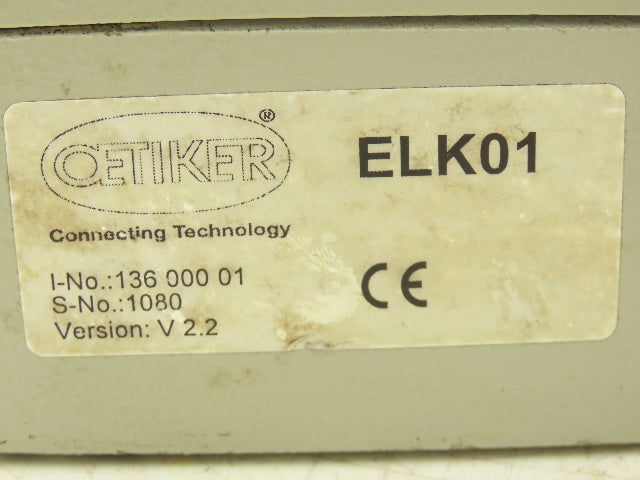 OETIKER®
ELK01
Connecting Technology
I-No.:136 000 01
S-No.:1080
Version: V 2.2
CE